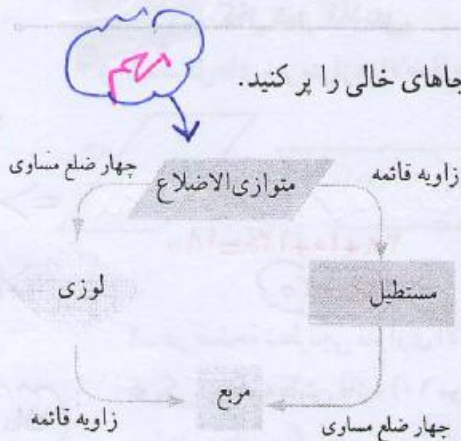 جاهای خالی را پر کنید.
زاویه قائمه
متوازی‌الاضلاع
چهار ضلع مساوی
مستطیل
لوزی
مربع
چهار ضلع مساوی
زاویه قائمه